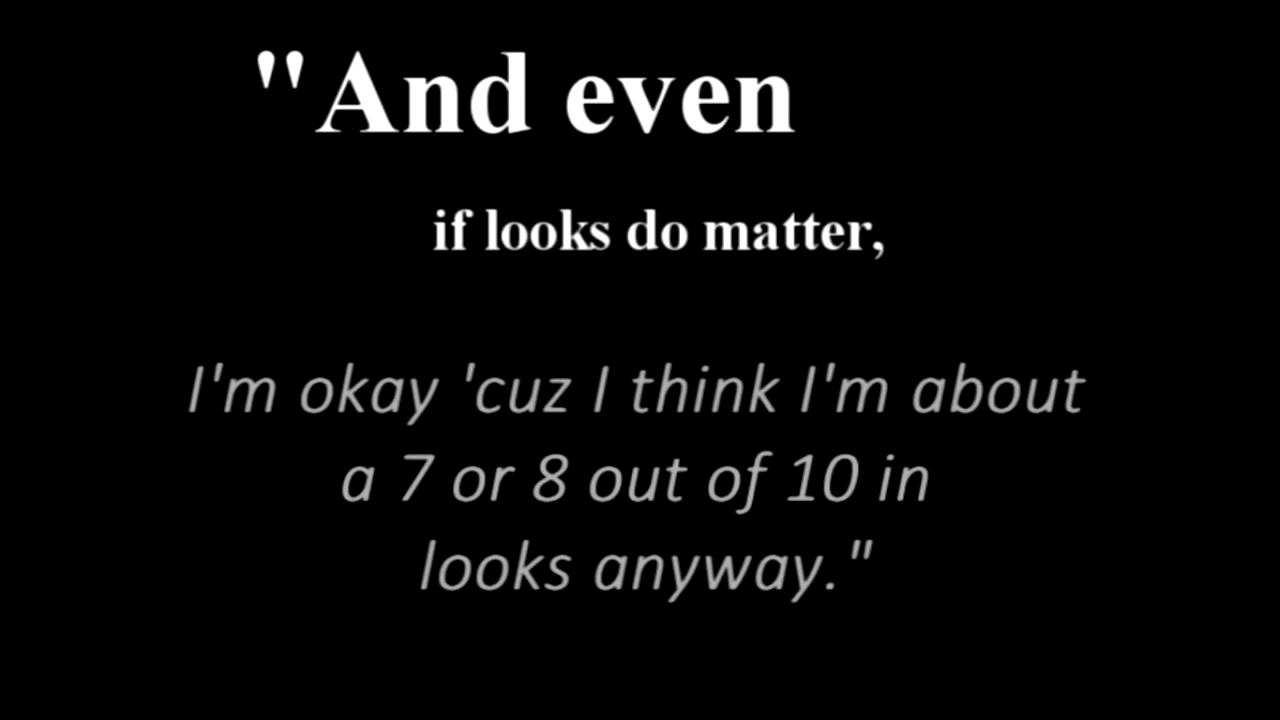 "And even
if looks do matter,
I'm okay 'cuz I think I'm about
a 7 or 8 out of 10 in
looks anyway."